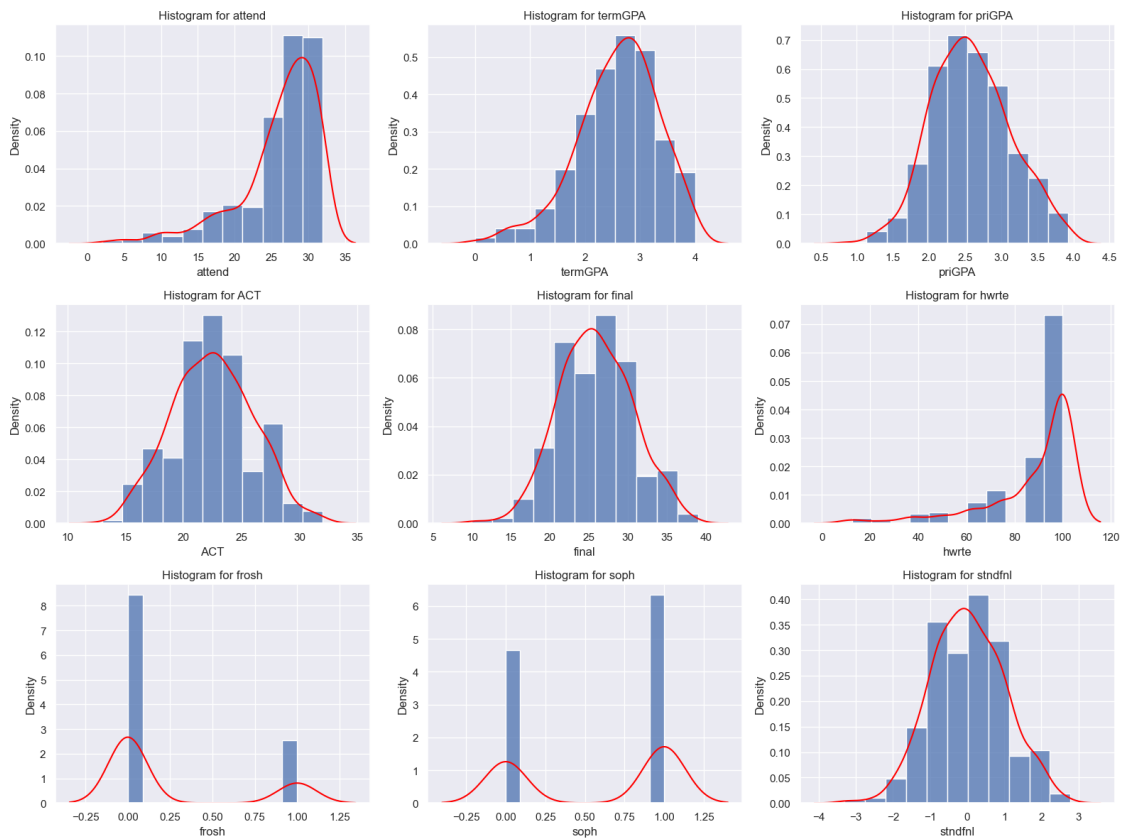 Histogram for attend
Density
0.10
0.08
0.06
0.04
0.02
0.00
0 5 10 15 20 25 30 35
attend
Histogram for termGPA
Density
0.5
0.4
0.3
0.2
0.1
0.0
0 1 2 3 4
termGPA
Histogram for priGPA
Density
0.7
0.6
0.5
0.4
0.3
0.2
0.1
0.0
0.5 1.0 1.5 2.0 2.5 3.0 3.5 4.0 4.5
priGPA
Histogram for ACT
Density
0.12
0.10
0.08
0.06
0.04
0.02
0.00
10 15 20 25 30 35
ACT
Histogram for final
Density
0.08
0.06
0.04
0.02
0.00
5 10 15 20 25 30 35 40
final
Histogram for hwrte
Density
0.07
0.06
0.05
0.04
0.03
0.02
0.01
0.00
0 20 40 60 80 100 120
hwrte
Histogram for frosh
Density
8
7
6
5
4
3
2
1
0
−0.25 0.00 0.25 0.50 0.75 1.00 1.25
frosh
Histogram for soph
Density
6
5
4
3
2
1
0
−0.25 0.00 0.25 0.50 0.75 1.00 1.25
soph
Histogram for stndfnl
Density
0.40
0.35
0.30
0.25
0.20
0.15
0.10
0.05
0.00
−4 −3 −2 −1 0 1 2 3
stndfnl